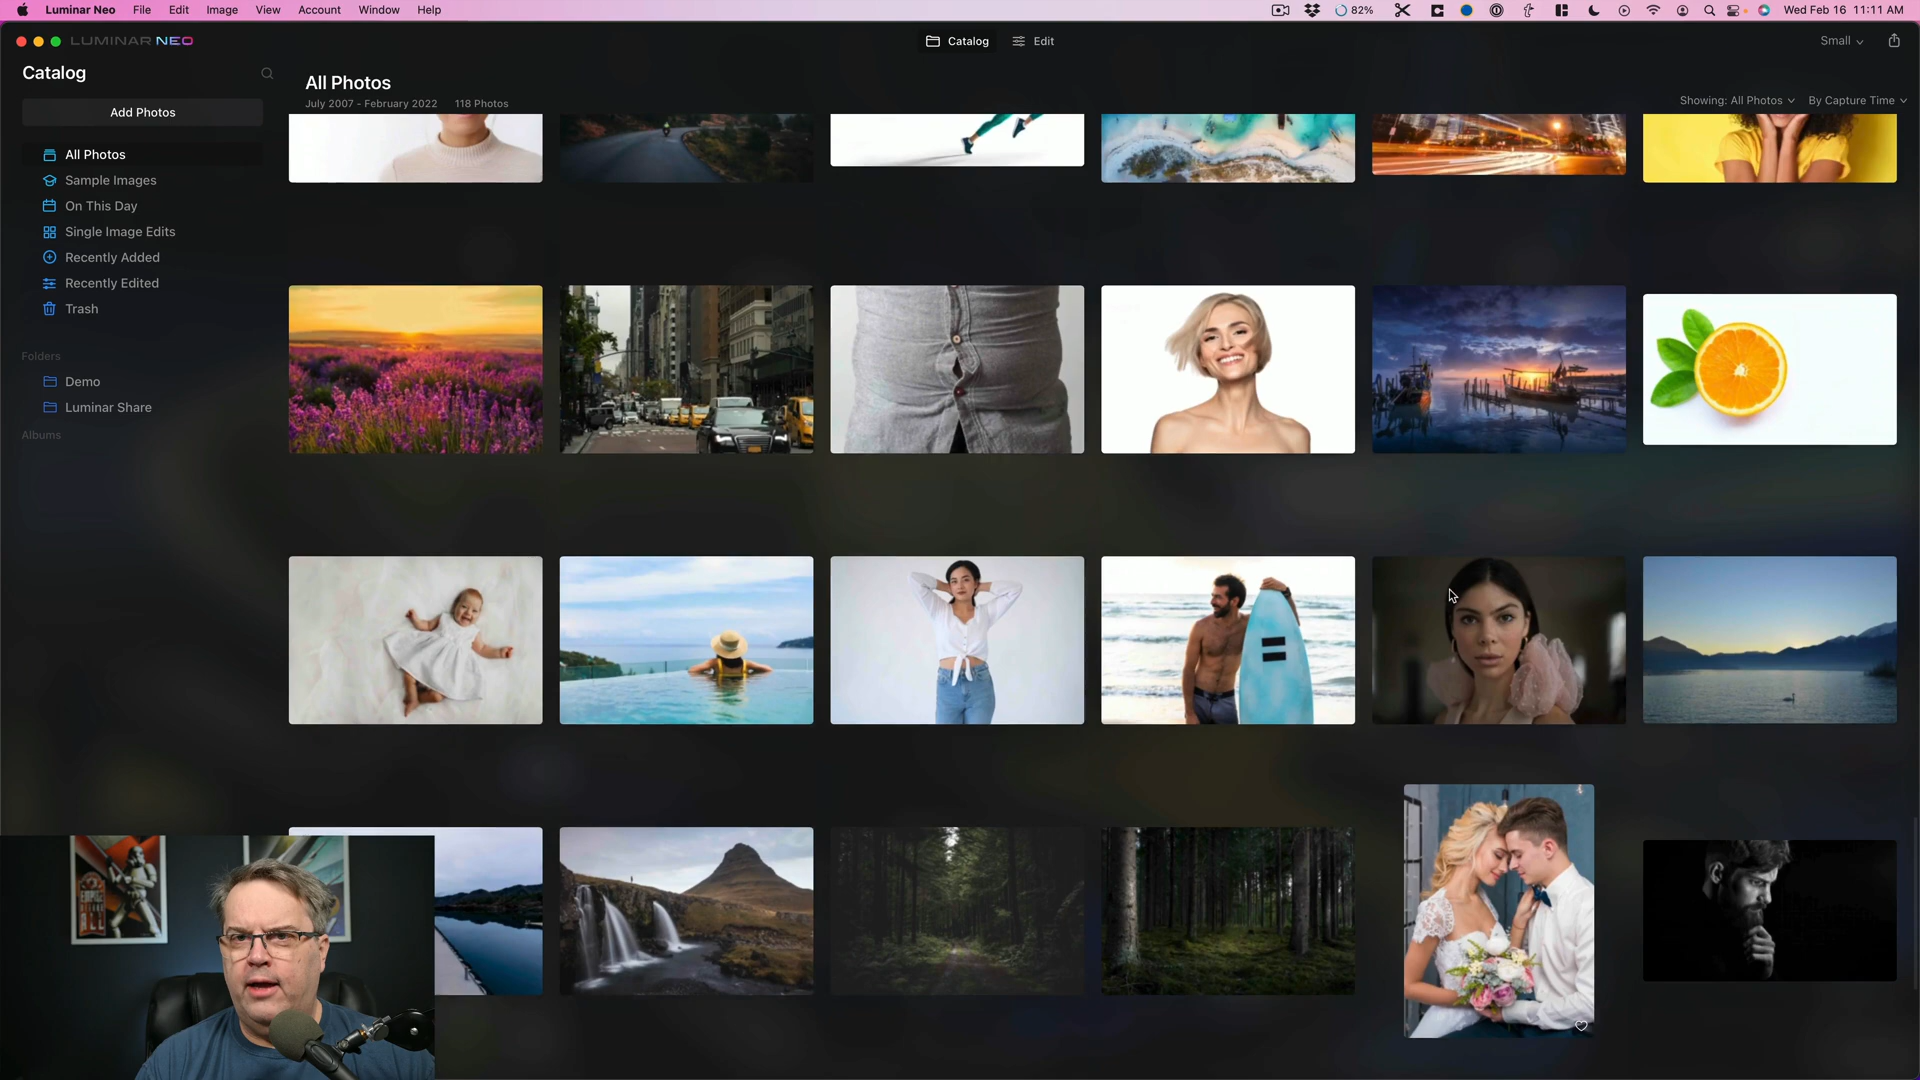 Luminar Neo File Edit Image View Account Window Help
82% Wed Feb 16 11:11 AM
LUMINAR NEO
Catalog Edit
Small
Catalog
Add Photos
All Photos
July 2007 - February 2022 118 Photos
Showing: All Photos By Capture Time
All Photos
Sample Images
On This Day
Single Image Edits
Recently Added
Recently Edited
Trash
Folders
Demo
Luminar Share
Albums